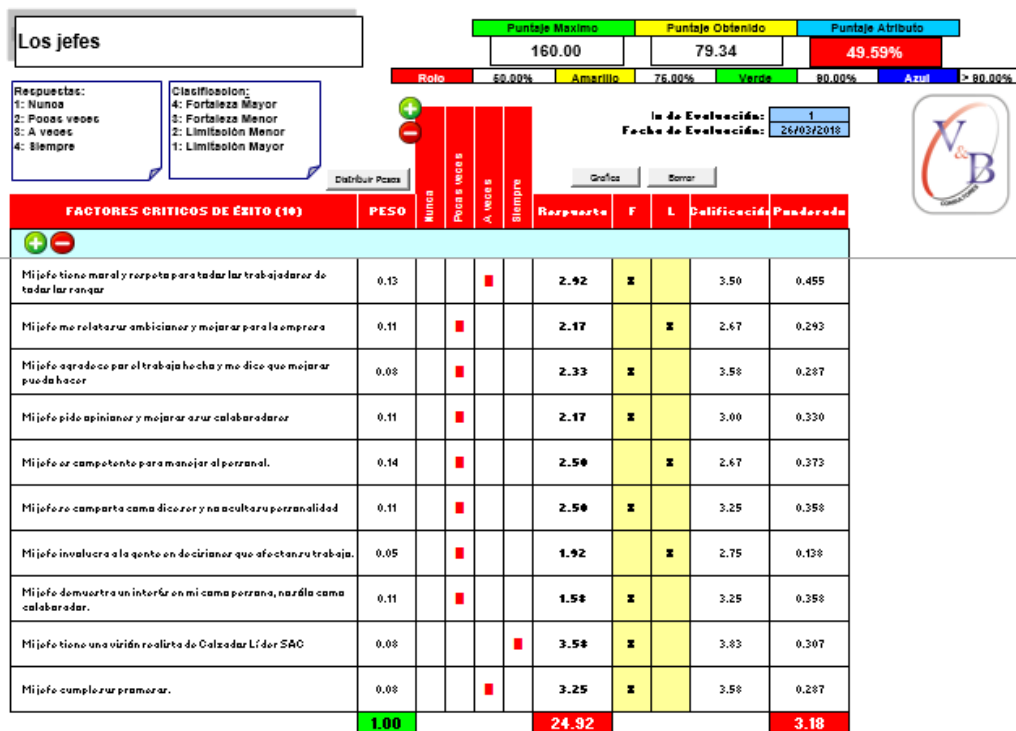 Los jefes
Puntaje Maximo Puntaje Obtenido Puntaje Atributo
160.00 79.34 49.59%
Rojo 60.00% Amarillo 76.00% Verde 90.00% Azul > 90.00%
Respuestas:
1: Nunca
2: Pocas veces
3: A veces
4: Siempre
Clasificacion:
4: Fortaleza Mayor
3: Fortaleza Menor
2: Limitación Menor
1: Limitación Mayor
Distribuir Pesos
Nº de Evaluación: 1
Fecha de Evaluación: 26/03/2018
Grafica Borrar
V&B
CONSULTORES
FACTORES CRITICOS DE ÉXITO (10) PESO Nunca Pocas veces A veces Siempre Respuesta F L Calificación Ponderado
Mi jefe tiene moral y respeto para todos los trabajadores de
todos los rangos 0.13 2.92 X 3.50 0.455
Mi jefe me relata sus ambiciones y mejoras para la empresa 0.11 2.17 X 2.67 0.293
Mi jefe agradece por el trabajo hecho y me dice que mejoras
puedo hacer 0.08 2.33 X 3.58 0.287
Mi jefe pide opiniones y mejoras a sus colaboradores 0.11 2.17 X 3.00 0.330
Mi jefe es competente para manejar al personal. 0.14 2.50 X 2.67 0.373
Mi jefe se comporta como dice ser y no oculta su personalidad 0.11 2.50 X 3.25 0.358
Mi jefe involucra a la gente en decisiones que afectan su trabajo. 0.05 1.92 X 2.75 0.138
Mi jefe demuestra un interés en mi como persona, no sólo como
colaborador. 0.11 1.58 X 3.25 0.358
Mi jefe tiene una visión realista de Calzados Líder SAC 0.08 3.58 X 3.83 0.307
Mi jefe cumple sus promesas. 0.08 3.25 X 3.58 0.287
1.00 24.92 3.18